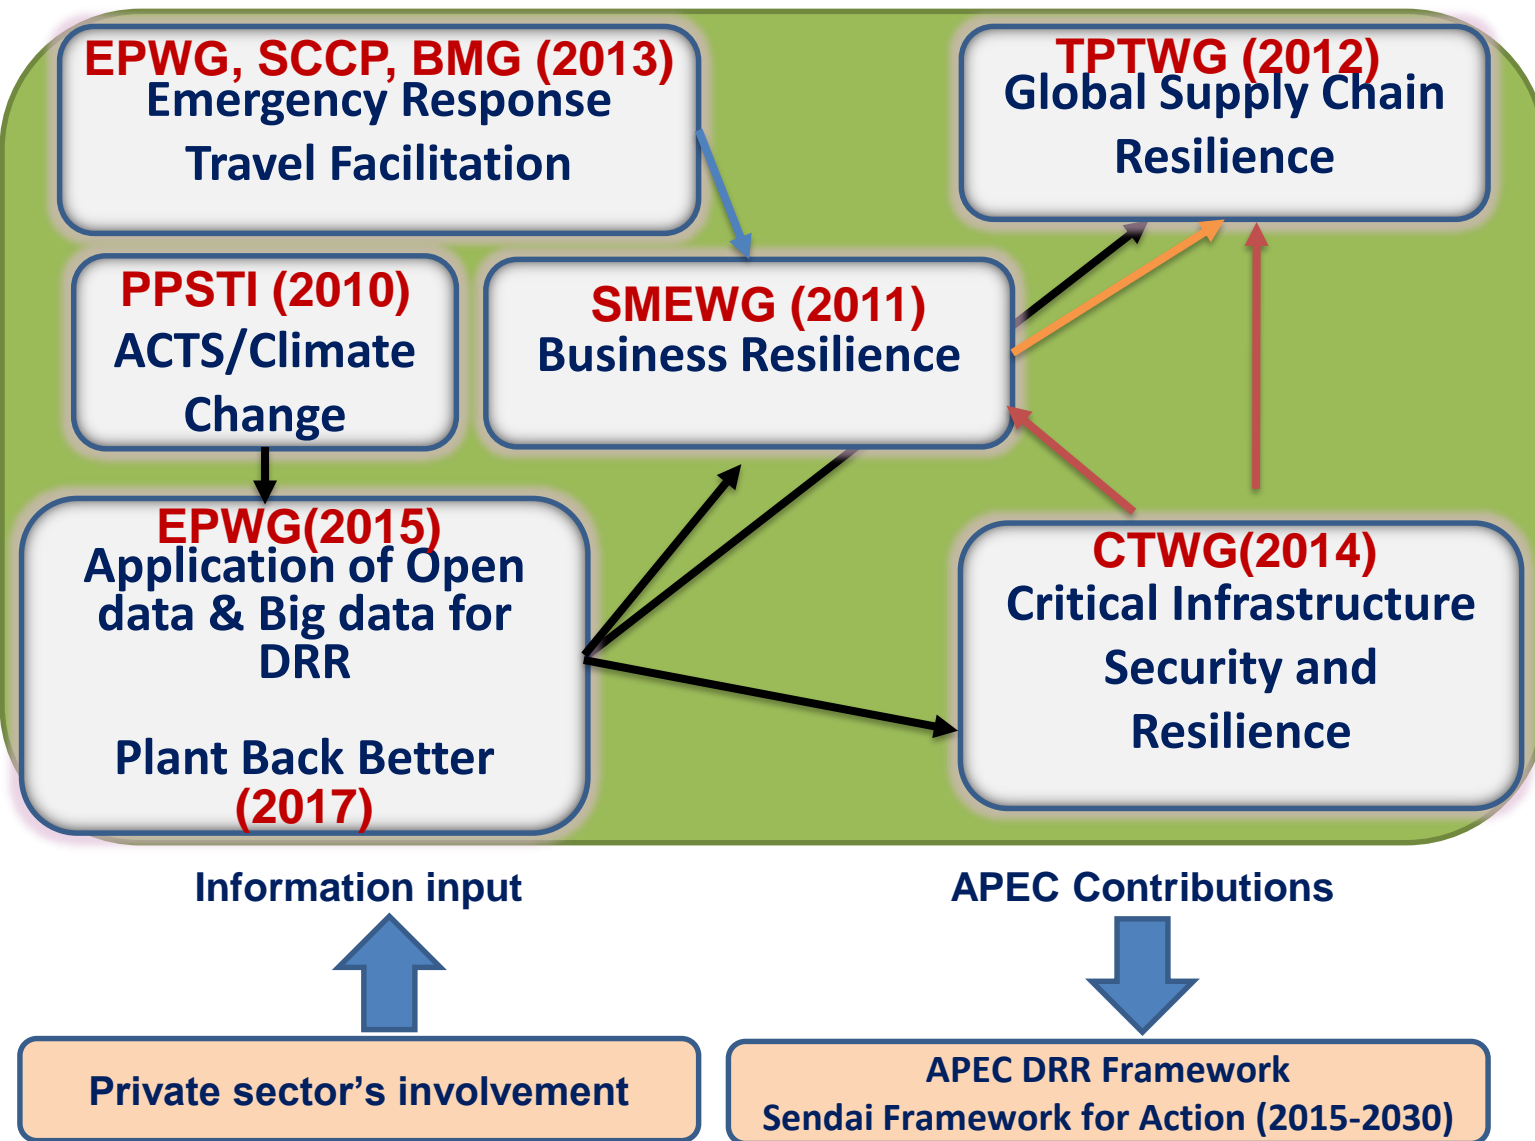 EPWG, SCCP, BMG (2013)
Emergency Response
Travel Facilitation
TPTWG (2012)
Global Supply Chain
Resilience
PPSTI (2010)
ACTS/Climate
Change
SMEWG (2011)
Business Resilience
EPWG(2015)
Application of Open
data & Big data for
DRR
Plant Back Better
(2017)
CTWG(2014)
Critical Infrastructure
Security and
Resilience
Information input
APEC Contributions
Private sector’s involvement
APEC DRR Framework
Sendai Framework for Action (2015-2030)